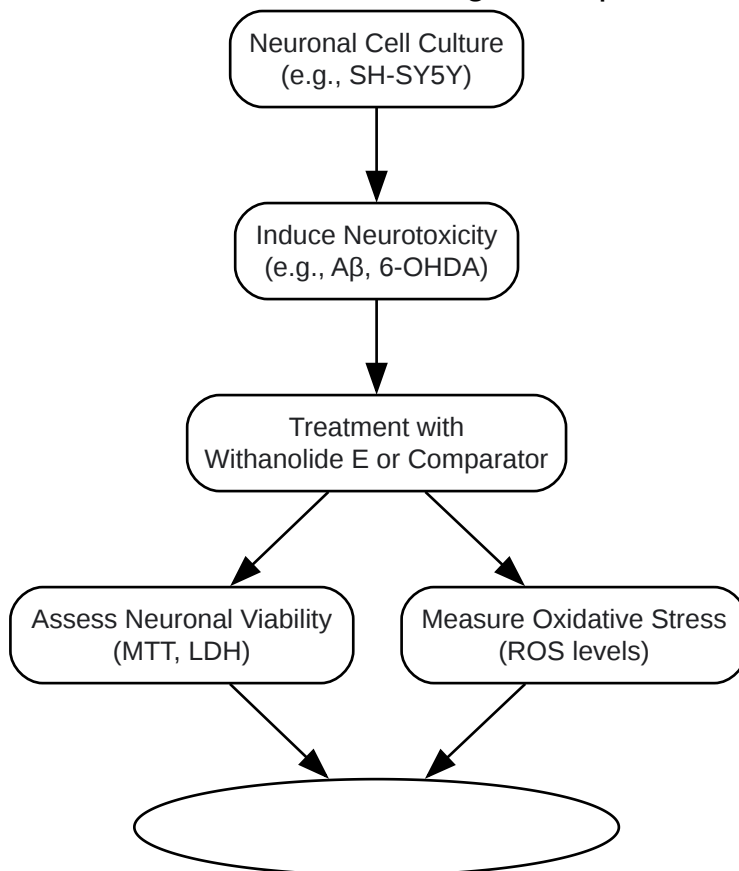 Neuronal Cell Culture
(e.g., SH-SY5Y)
Induce Neurotoxicity
(e.g., Aβ, 6-OHDA)
Treatment with
Withanolide E or Comparator
Assess Neuronal Viability
(MTT, LDH)
Measure Oxidative Stress
(ROS levels)